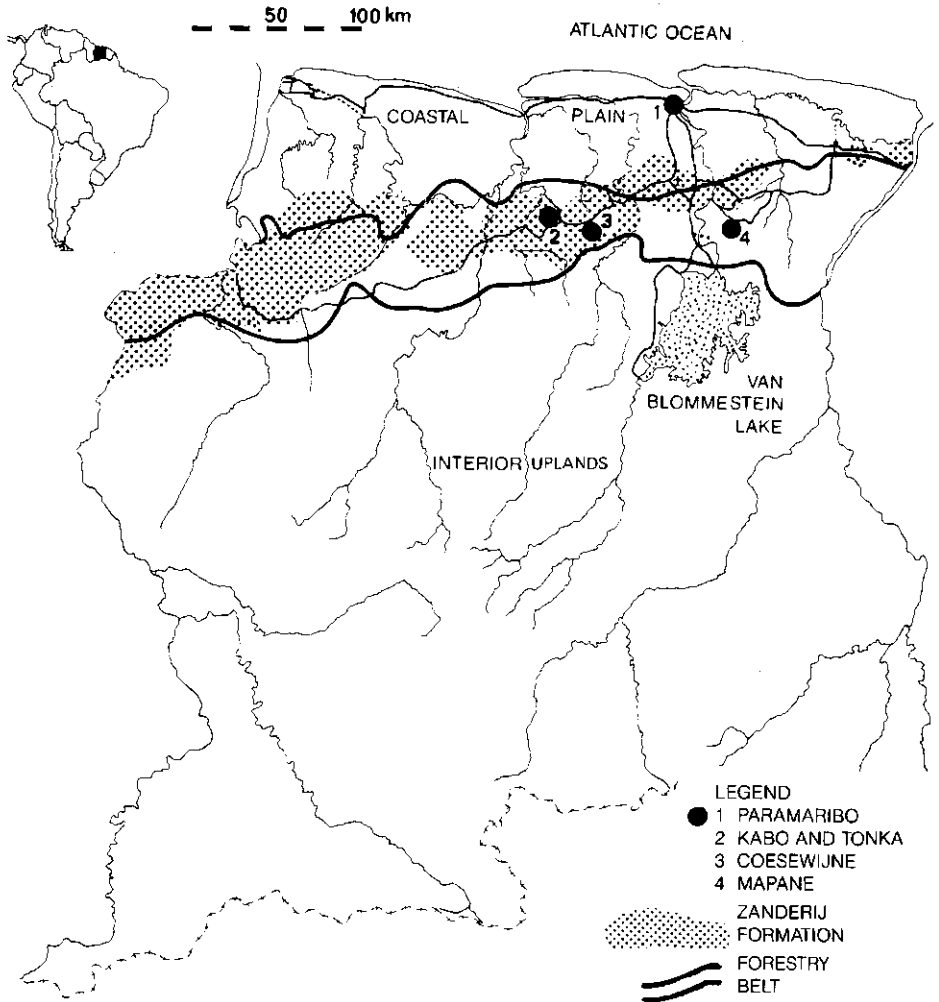 50 100 km
ATLANTIC OCEAN
COASTAL PLAIN
1
2
3
4
VAN
BLOMMESTEIN
LAKE
INTERIOR UPLANDS
LEGEND
1 PARAMARIBO
2 KABO AND TONKA
3 COESEWIJNE
4 MAPANE
ZANDERIJ
FORMATION
FORESTRY
BELT